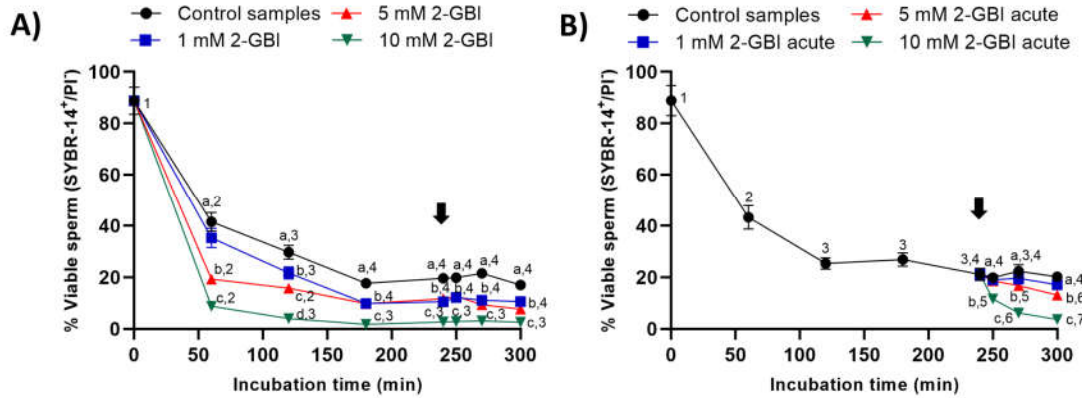 A)
Control samples 5 mM 2-GBI
1 mM 2-GBI 10 mM 2-GBI
100
80
60
40
20
0
% Viable sperm (SYBR-14⁺/PI⁻)
1
a,2
b,2
c,2
a,3
b,3
c,2
d,3
a,4
b,4
c,3
a,4
b,4
c,3
a,4
b,4
c,3
a,4
b,4
c,3
a,4
b,4
c,3
0 50 100 150 200 250 300
Incubation time (min)
B)
Control samples 5 mM 2-GBI acute
1 mM 2-GBI acute 10 mM 2-GBI acute
100
80
60
40
20
0
% Viable sperm (SYBR-14⁺/PI⁻)
1
2
3
3
3,4
a,4
a,3,4
a,4
b,5
b,5
b,6
c,6
c,7
0 50 100 150 200 250 300
Incubation time (min)